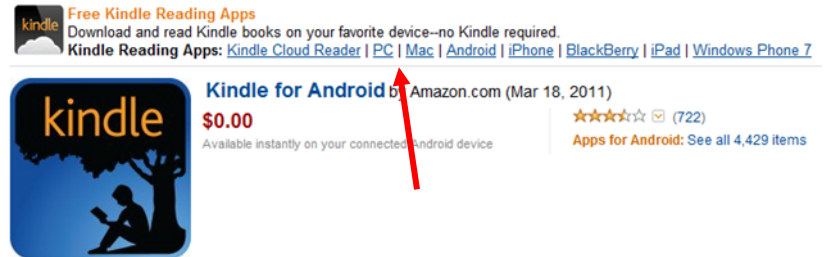 kindle
Free Kindle Reading Apps
Download and read Kindle books on your favorite device--no Kindle required.
Kindle Reading Apps: Kindle Cloud Reader | PC | Mac | Android | iPhone | BlackBerry | iPad | Windows Phone 7
kindle
Kindle for Android by Amazon.com (Mar 18, 2011)
$0.00
(722)
Available instantly on your connected Android device
Apps for Android: See all 4,429 items